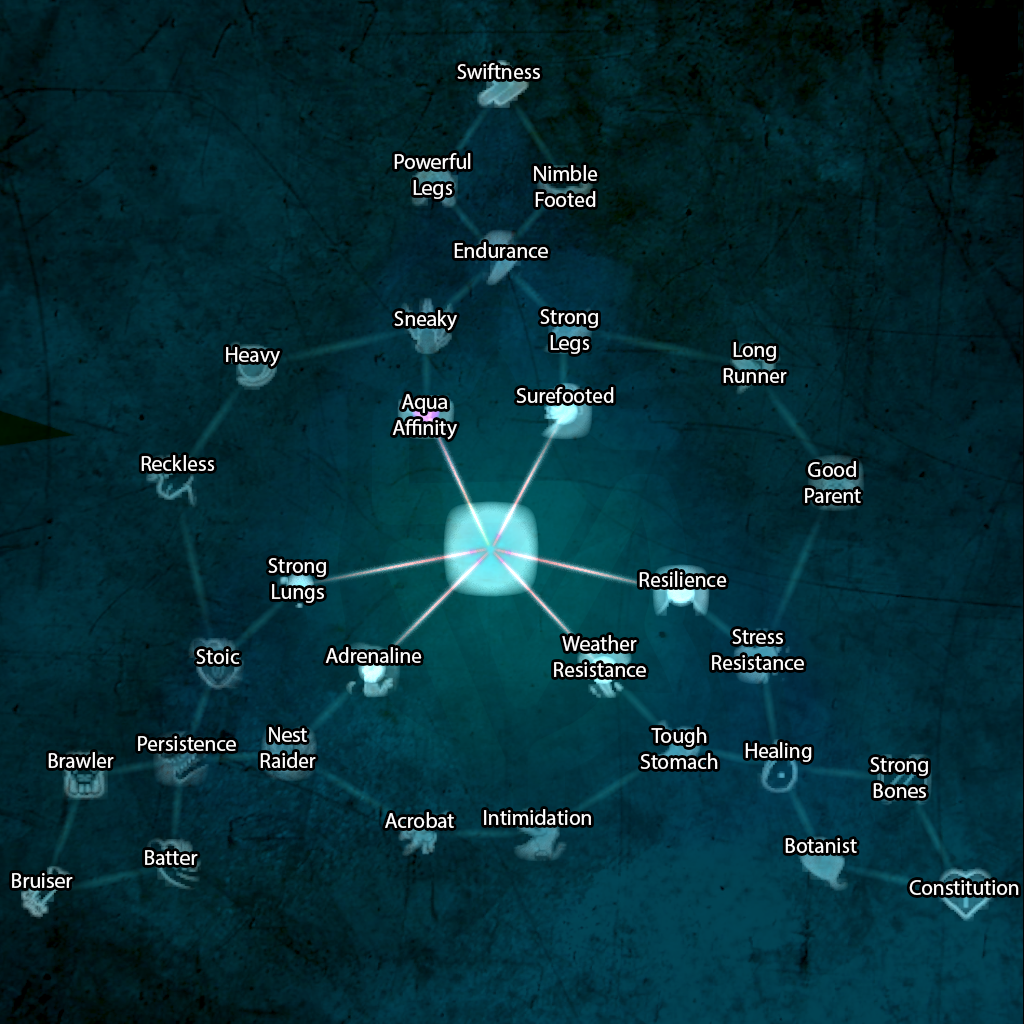 Swiftness
Powerful
Legs
Nimble
Footed
Endurance
Sneaky
Strong
Legs
Heavy
Long
Runner
Aqua
Affinity
Surefooted
Reckless
Good
Parent
Strong
Lungs
Resilience
Stoic
Adrenaline
Weather
Resistance
Stress
Resistance
Brawler
Persistence
Nest
Raider
Tough
Stomach
Healing
Strong
Bones
Acrobat
Intimidation
Batter
Botanist
Bruiser
Constitution